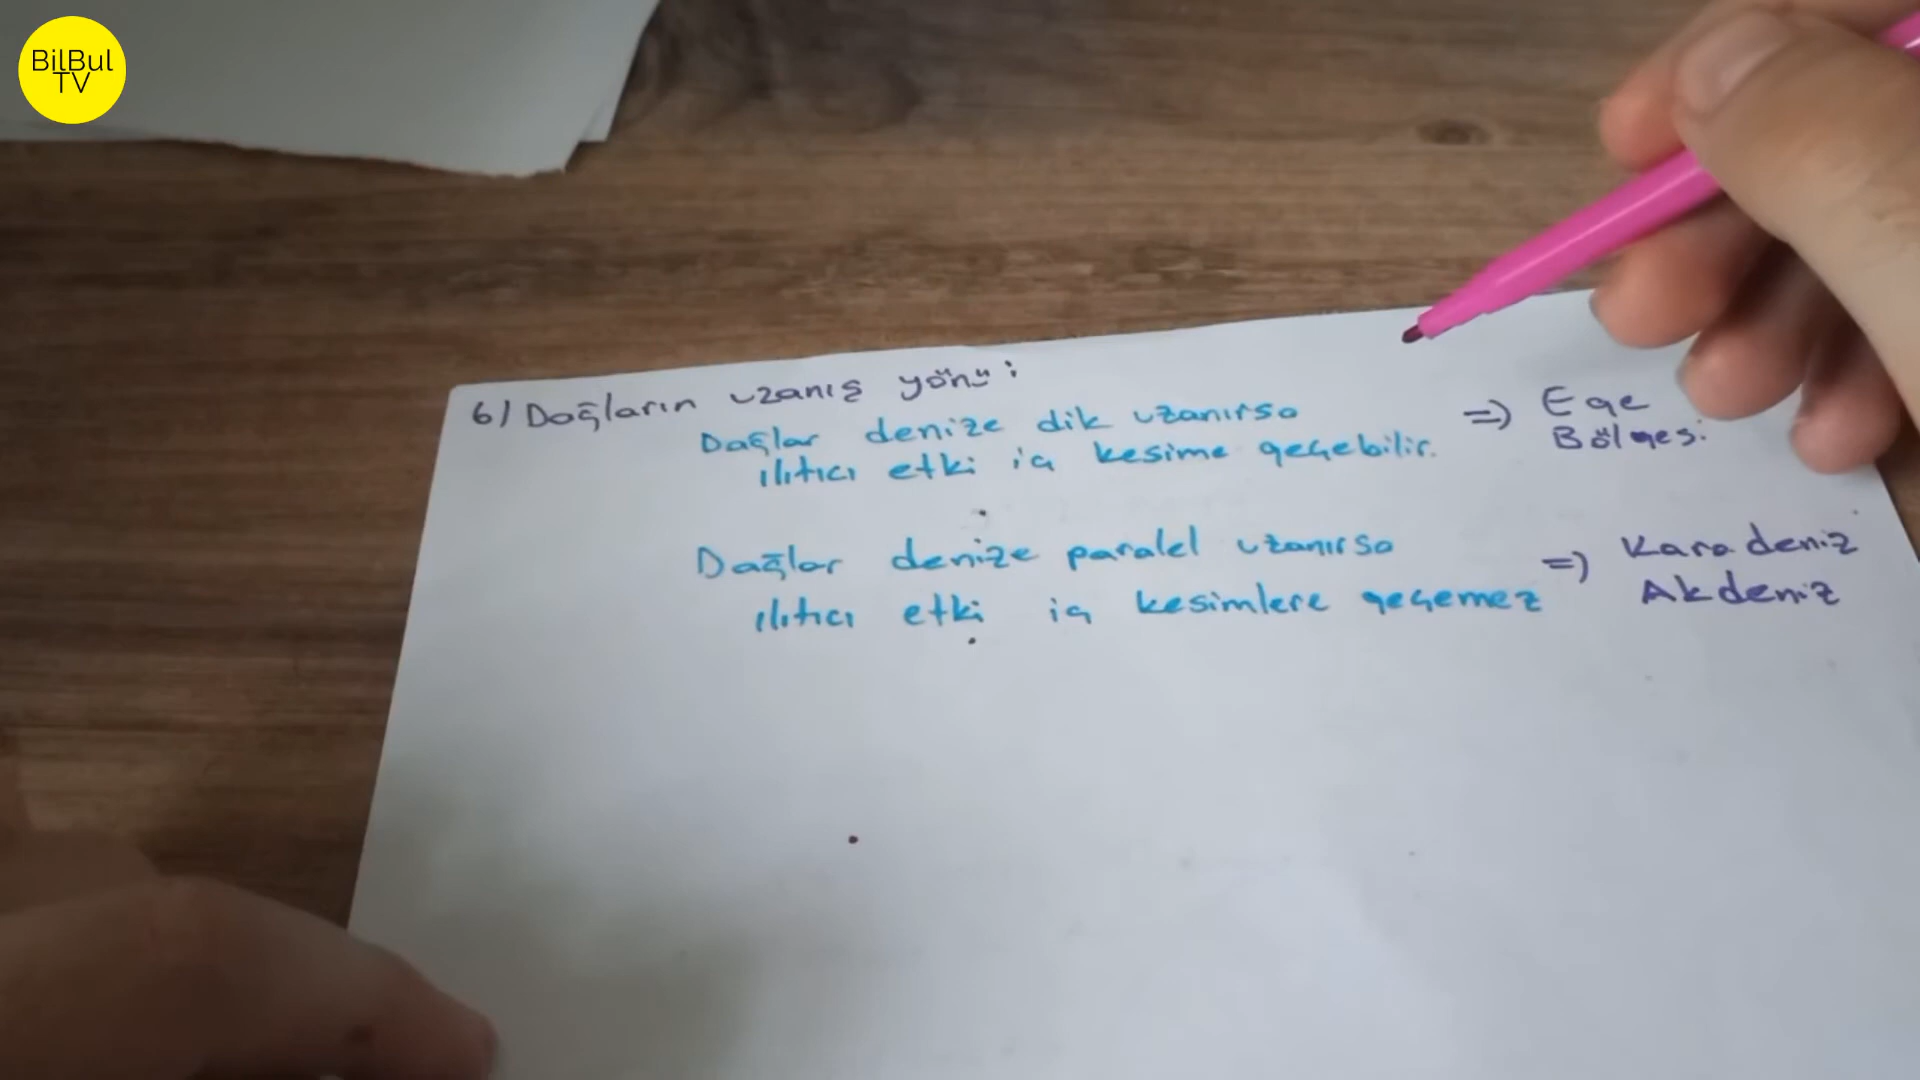 BilBul
TV
6) Dağların uzanış yönü:
Dağlar denize dik uzanırsa => Ege
ılıtıcı etki iç kesime geçebilir. Bölgesi
Dağlar denize paralel uzanırsa => Karadeniz
ılıtıcı etki iç kesimlere geçemez Akdeniz